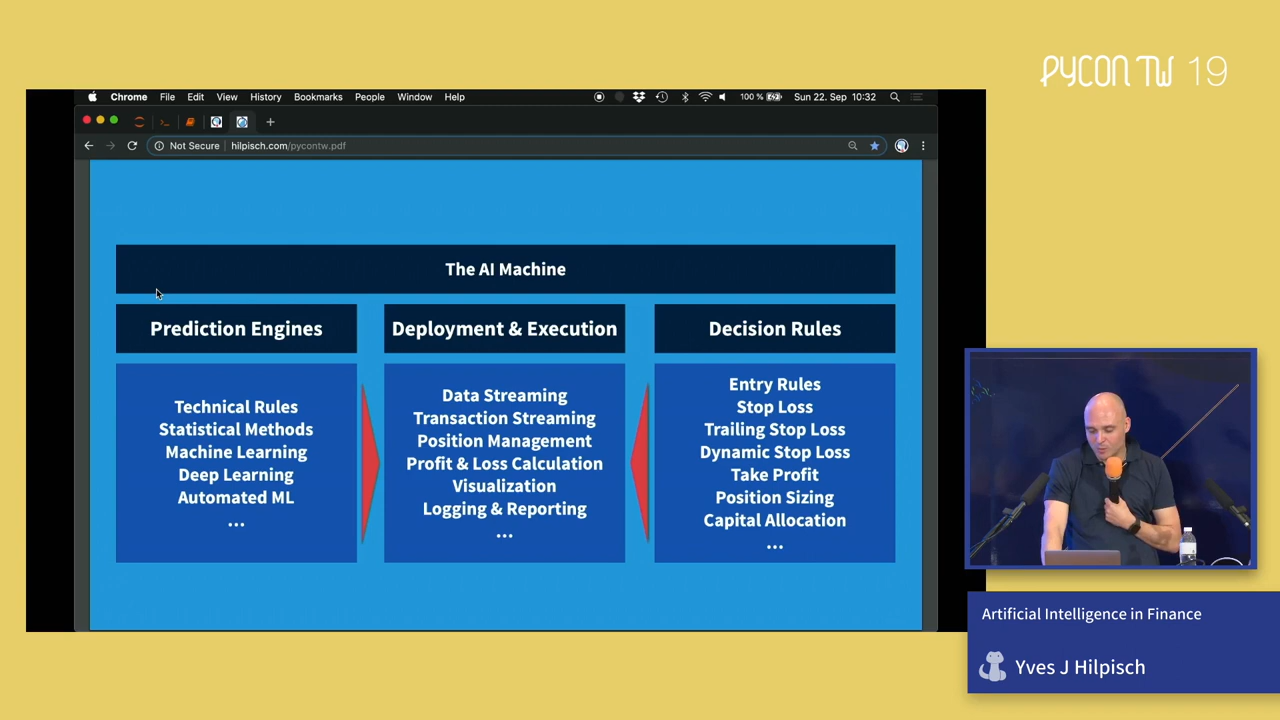 PYCON TW 19
Chrome File Edit View History Bookmarks People Window Help 100 % Sun 22. Sep 10:32
Not Secure hilpisch.com/pycontw.pdf
The AI Machine
Prediction Engines
Technical Rules
Statistical Methods
Machine Learning
Deep Learning
Automated ML
...
Deployment & Execution
Data Streaming
Transaction Streaming
Position Management
Profit & Loss Calculation
Visualization
Logging & Reporting
...
Decision Rules
Entry Rules
Stop Loss
Trailing Stop Loss
Dynamic Stop Loss
Take Profit
Position Sizing
Capital Allocation
...
Artificial Intelligence in Finance
Yves J Hilpisch